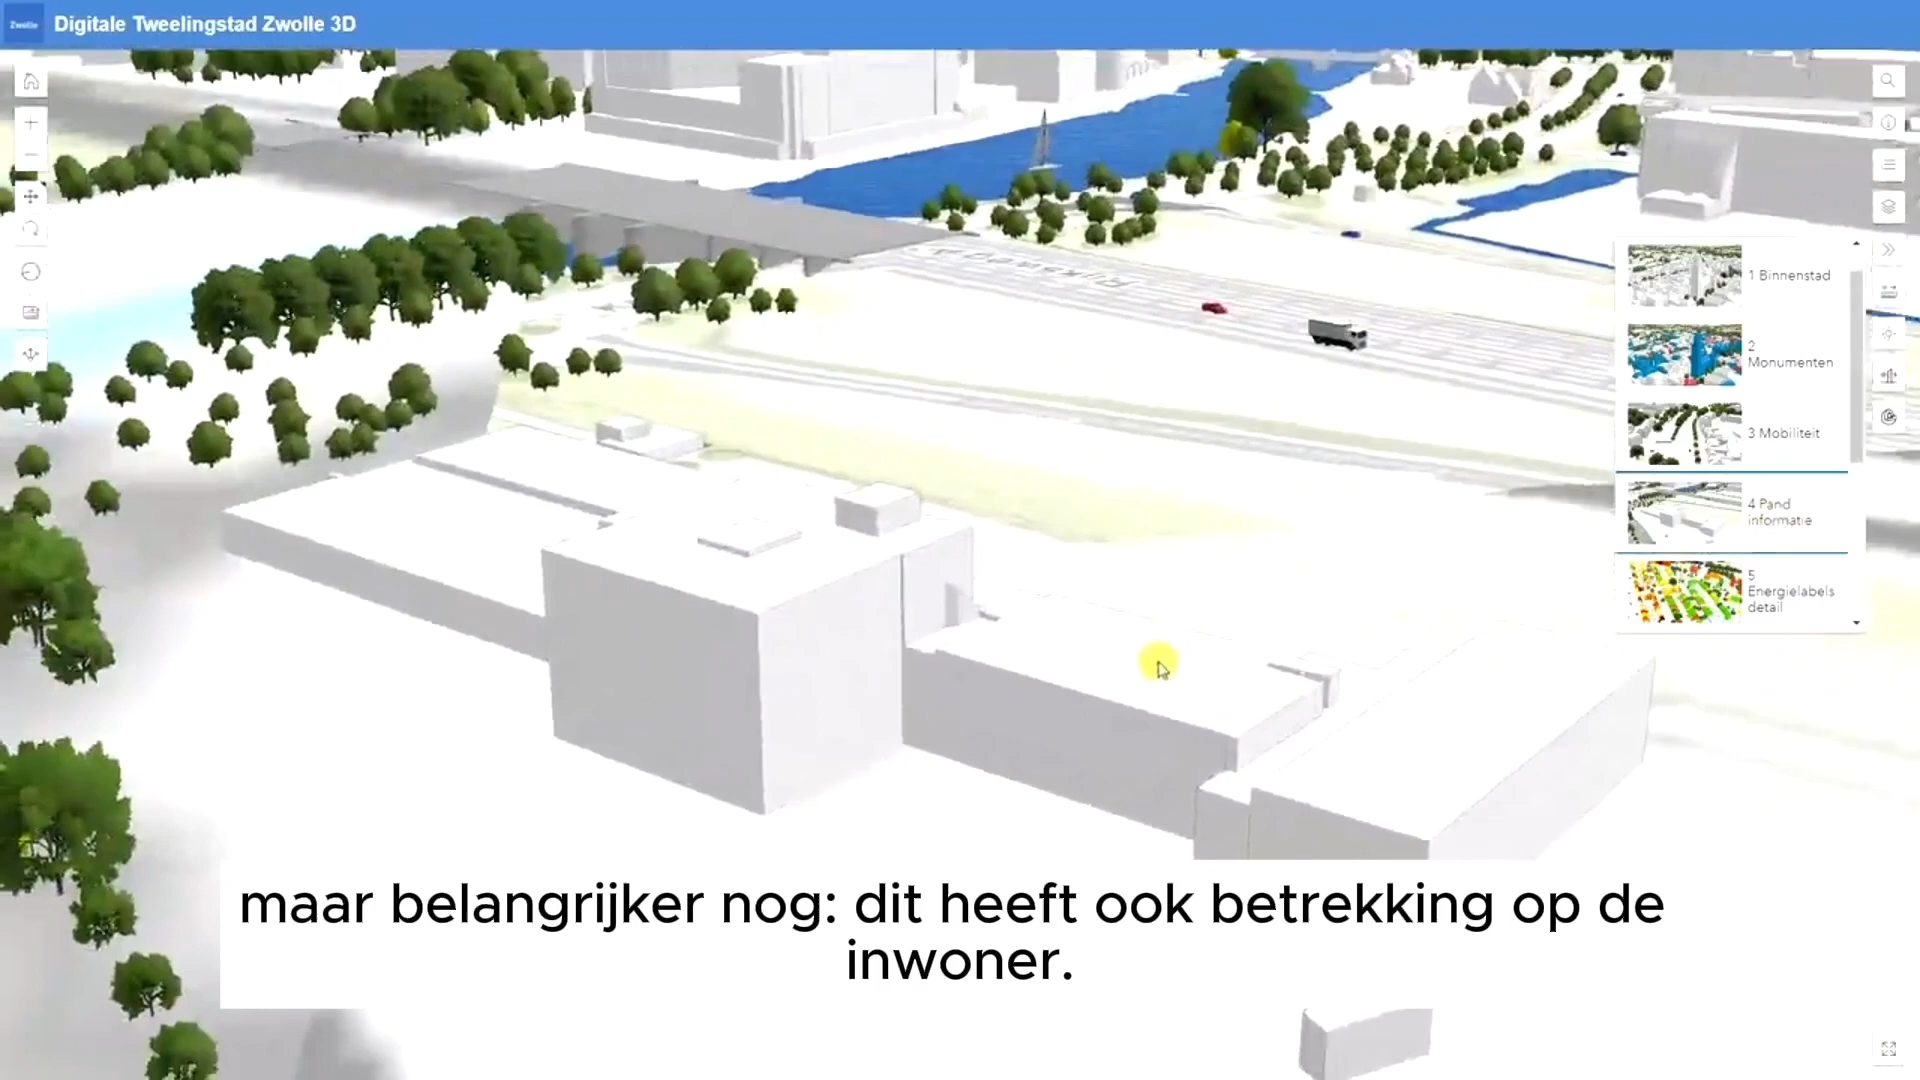 Zwolle
Digitale Tweelingstad Zwolle 3D
1 Binnenstad
2
Monumenten
3 Mobiliteit
4 Pand
informatie
5
Energielabels
detail
maar belangrijker nog: dit heeft ook betrekking op de
inwoner.